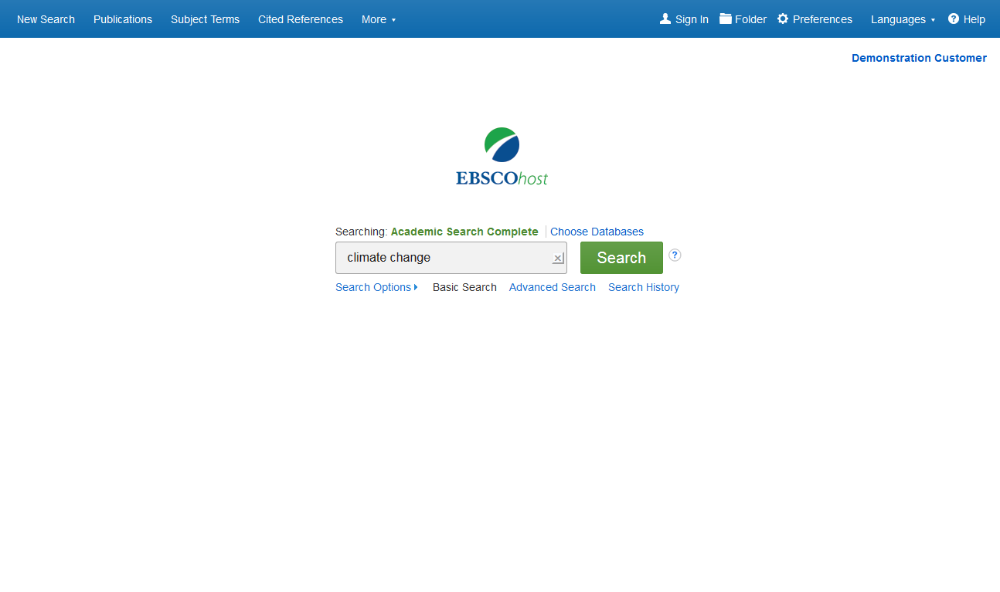 New Search Publications Subject Terms Cited References More Sign In Folder Preferences Languages Help
Demonstration Customer
EBSCOhost
Searching: Academic Search Complete Choose Databases
climate change Search ?
Search Options Basic Search Advanced Search Search History